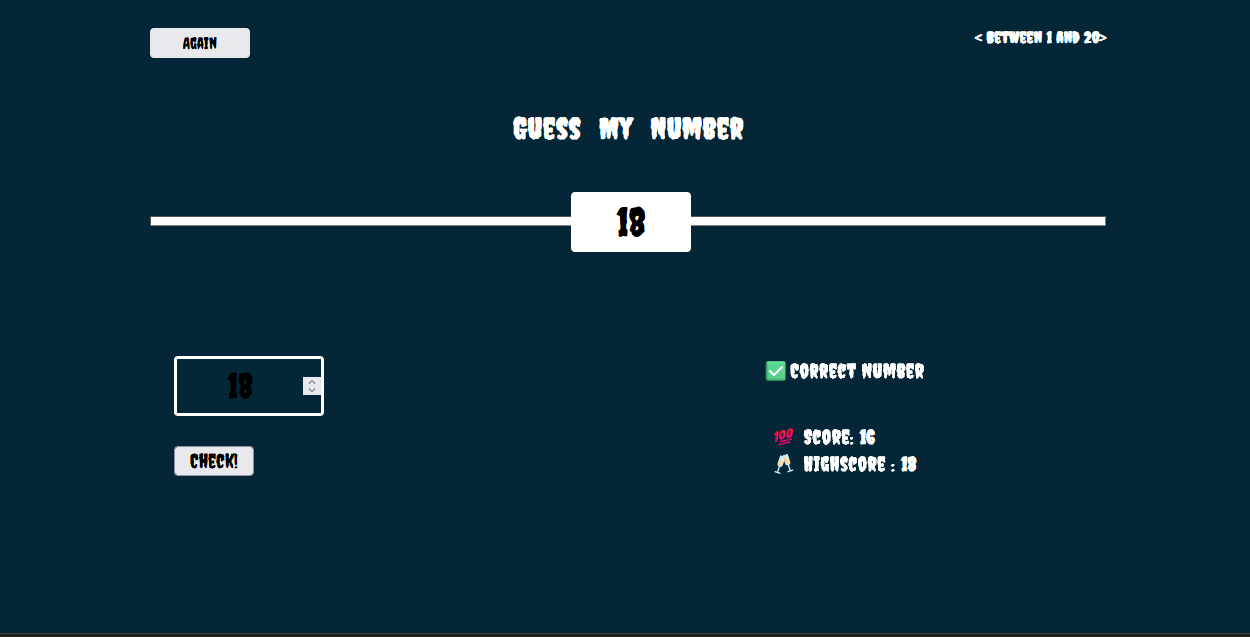 AGAIN
< BETWEEN 1 AND 20>
GUESS MY NUMBER
18
18
✅ CORRECT NUMBER
CHECK!
💯 SCORE: 16
🥂 HIGHSCORE : 18